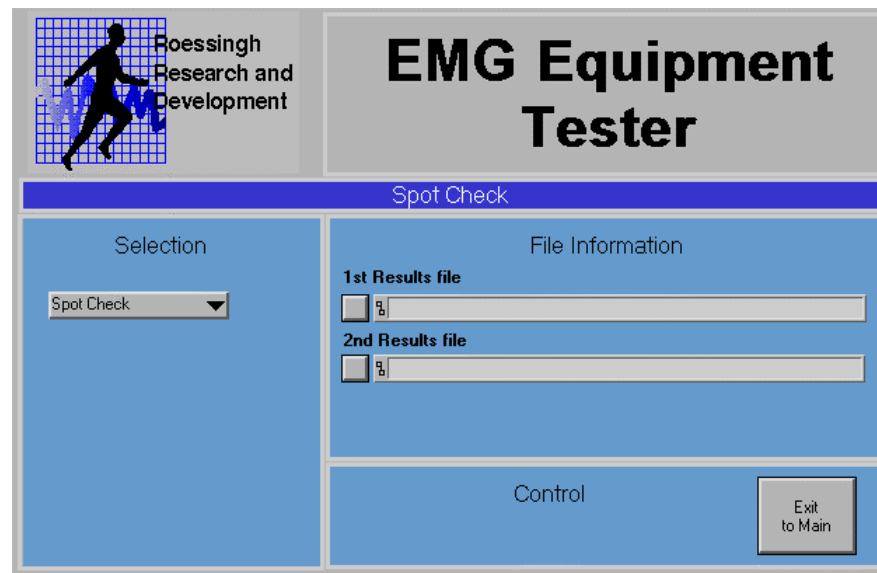 Roessingh
Research and
Development
EMG Equipment
Tester
Spot Check
Selection
Spot Check
File Information
1st Results file
2nd Results file
Control
Exit
to Main